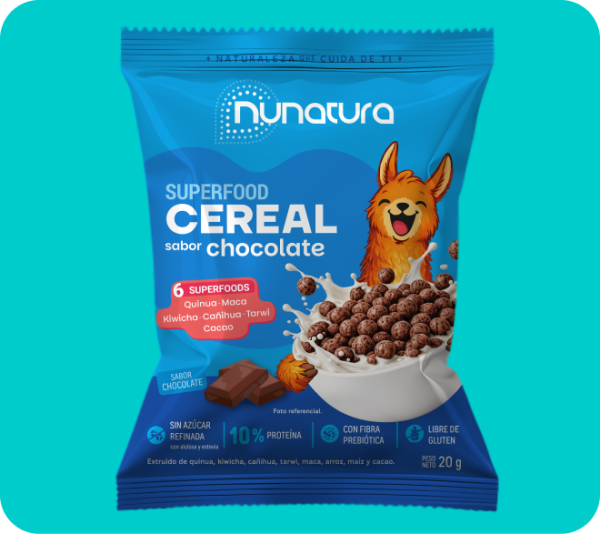 NATURALEZA QUE CUIDA DE TI
nunatura
SUPERFOOD
CEREAL
sabor chocolate
6 SUPERFOODS
Quinua · Maca
Kiwicha · Cañihua · Tarwi
Cacao
SABOR
CHOCOLATE
Foto referencial.
SIN AZÚCAR
REFINADA
con alulosa y estevia
10% PROTEÍNA
CON FIBRA
PREBIÓTICA
LIBRE DE
GLUTEN
Extruido de quinua, kiwicha, cañihua, tarwi, maca, arroz, maíz y cacao.
PESO
NETO 20 g